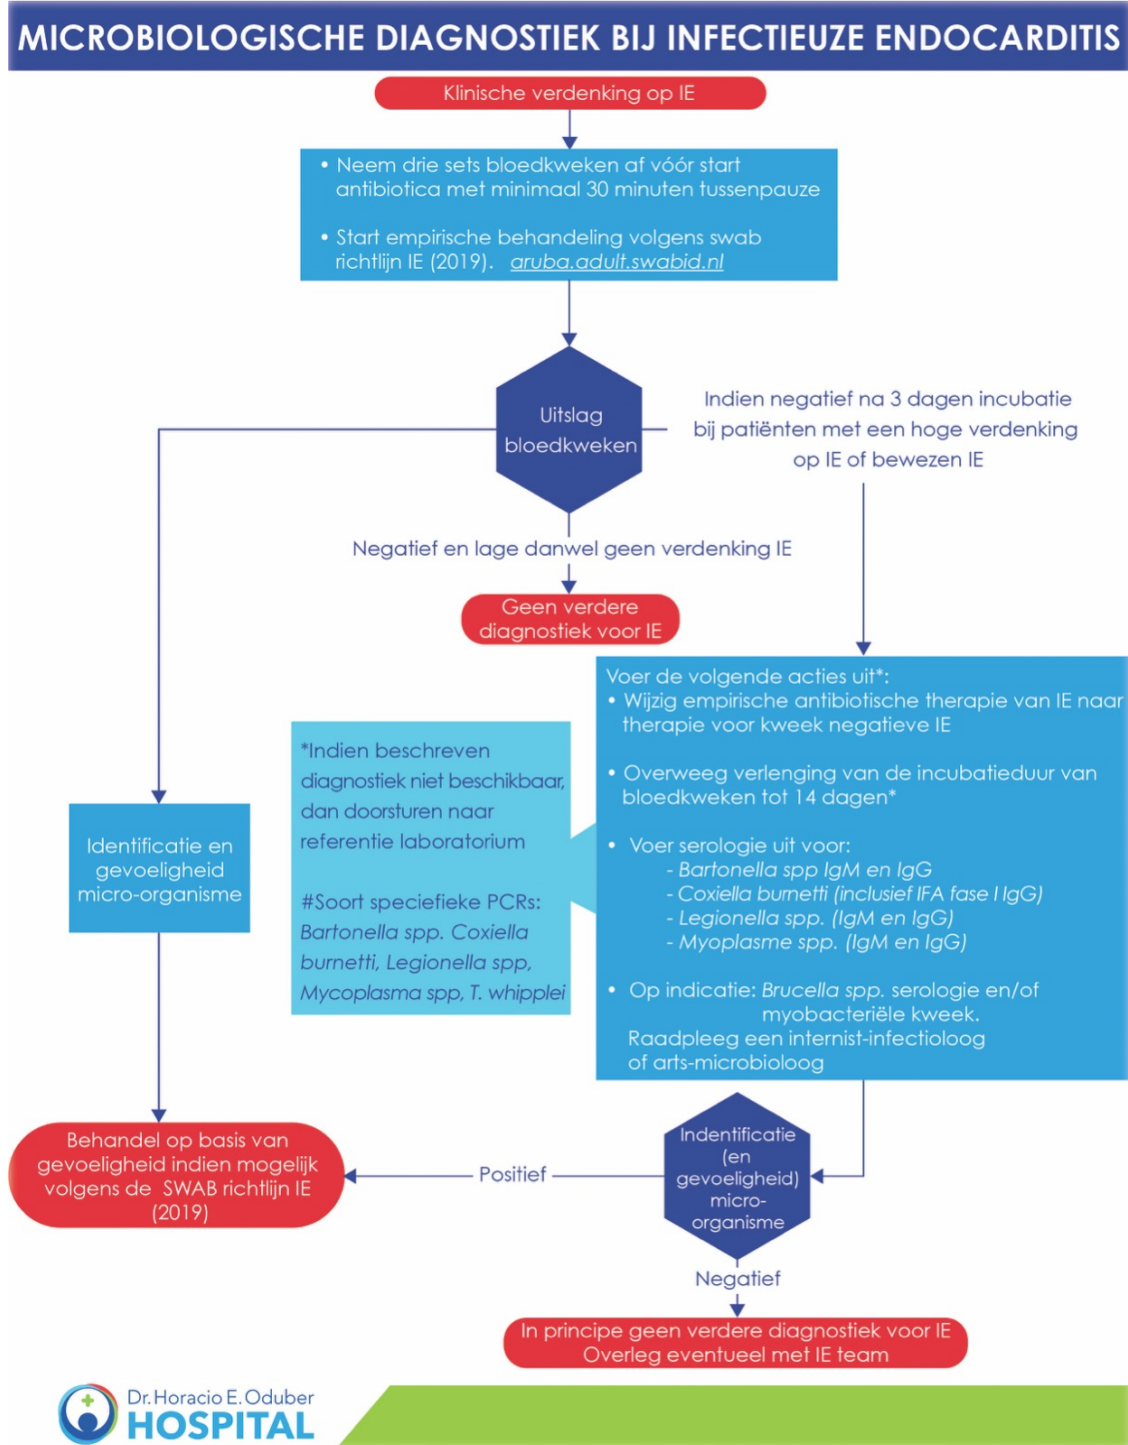 MICROBIOLOGISCHE DIAGNOSTIEK BIJ INFECTIEUZE ENDOCARDITIS
Klinische verdenking op IE
• Neem drie sets bloedkweken af vóór start
antibiotica met minimaal 30 minuten tussenpauze
• Start empirische behandeling volgens swab
richtlijn IE (2019). aruba.adult.swabid.nl
Uitslag
bloedkweken
Indien negatief na 3 dagen incubatie
bij patiënten met een hoge verdenking
op IE of bewezen IE
Negatief en lage danwel geen verdenking IE
Geen verdere
diagnostiek voor IE
Voer de volgende acties uit*:
• Wijzig empirische antibiotische therapie van IE naar
therapie voor kweek negatieve IE
• Overweeg verlenging van de incubatieduur van
bloedkweken tot 14 dagen*
• Voer serologie uit voor:
- Bartonella spp IgM en IgG
- Coxiella burnetti (inclusief IFA fase I IgG)
- Legionella spp. (IgM en IgG)
- Myoplasme spp. (IgM en IgG)
• Op indicatie: Brucella spp. serologie en/of
myobacteriële kweek.
Raadpleeg een internist-infectioloog
of arts-microbioloog
*Indien beschreven
diagnostiek niet beschikbaar,
dan doorsturen naar
referentie laboratorium
#Soort speciefieke PCRs:
Bartonella spp. Coxiella
burnetti, Legionella spp,
Mycoplasma spp, T. whipplei
Identificatie en
gevoeligheid
micro-organisme
Behandel op basis van
gevoeligheid indien mogelijk
volgens de SWAB richtlijn IE
(2019)
Positief
Indentificatie
(en
gevoeligheid)
micro-
organisme
Negatief
In principe geen verdere diagnostiek voor IE
Overleg eventueel met IE team
Dr. Horacio E. Oduber
HOSPITAL